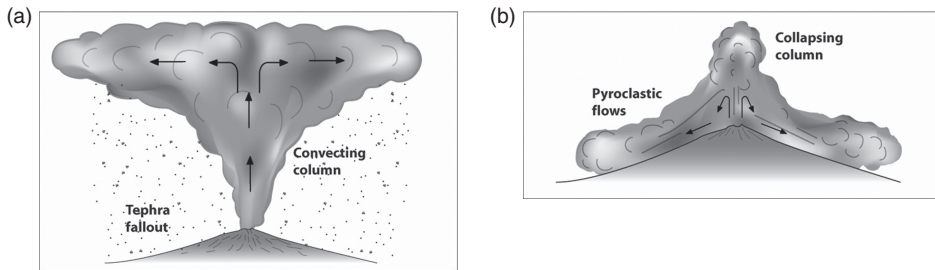 (a)
Convecting
column
Tephra
fallout
(b)
Collapsing
column
Pyroclastic
flows